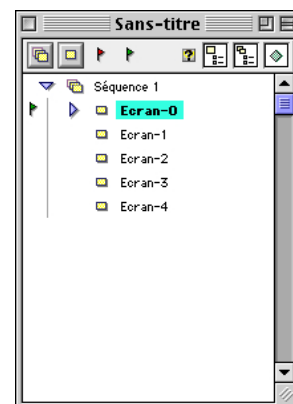 Sans-titre
Séquence 1
Ecran-0
Ecran-1
Ecran-2
Ecran-3
Ecran-4